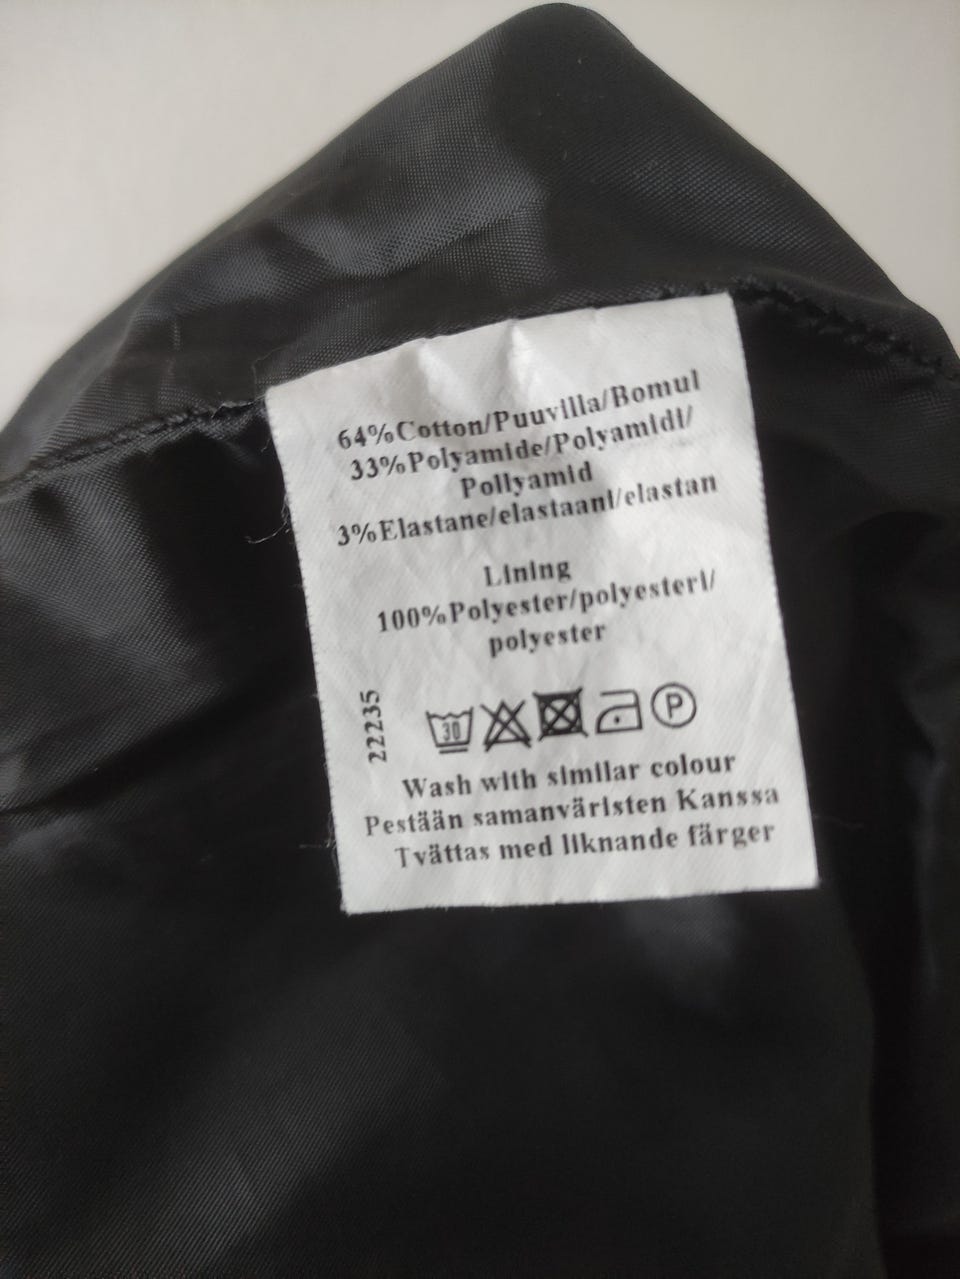 64%Cotton/Puuvilla/Bomul
33%Polyamide/Polyamidi/
Pollyamid
3%Elastane/elastaani/elastan
Lining
100%Polyester/polyesteri/
polyester
22235
30 P
Wash with similar colour
Pestään samanväristen Kanssa
Tvättas med liknande färger